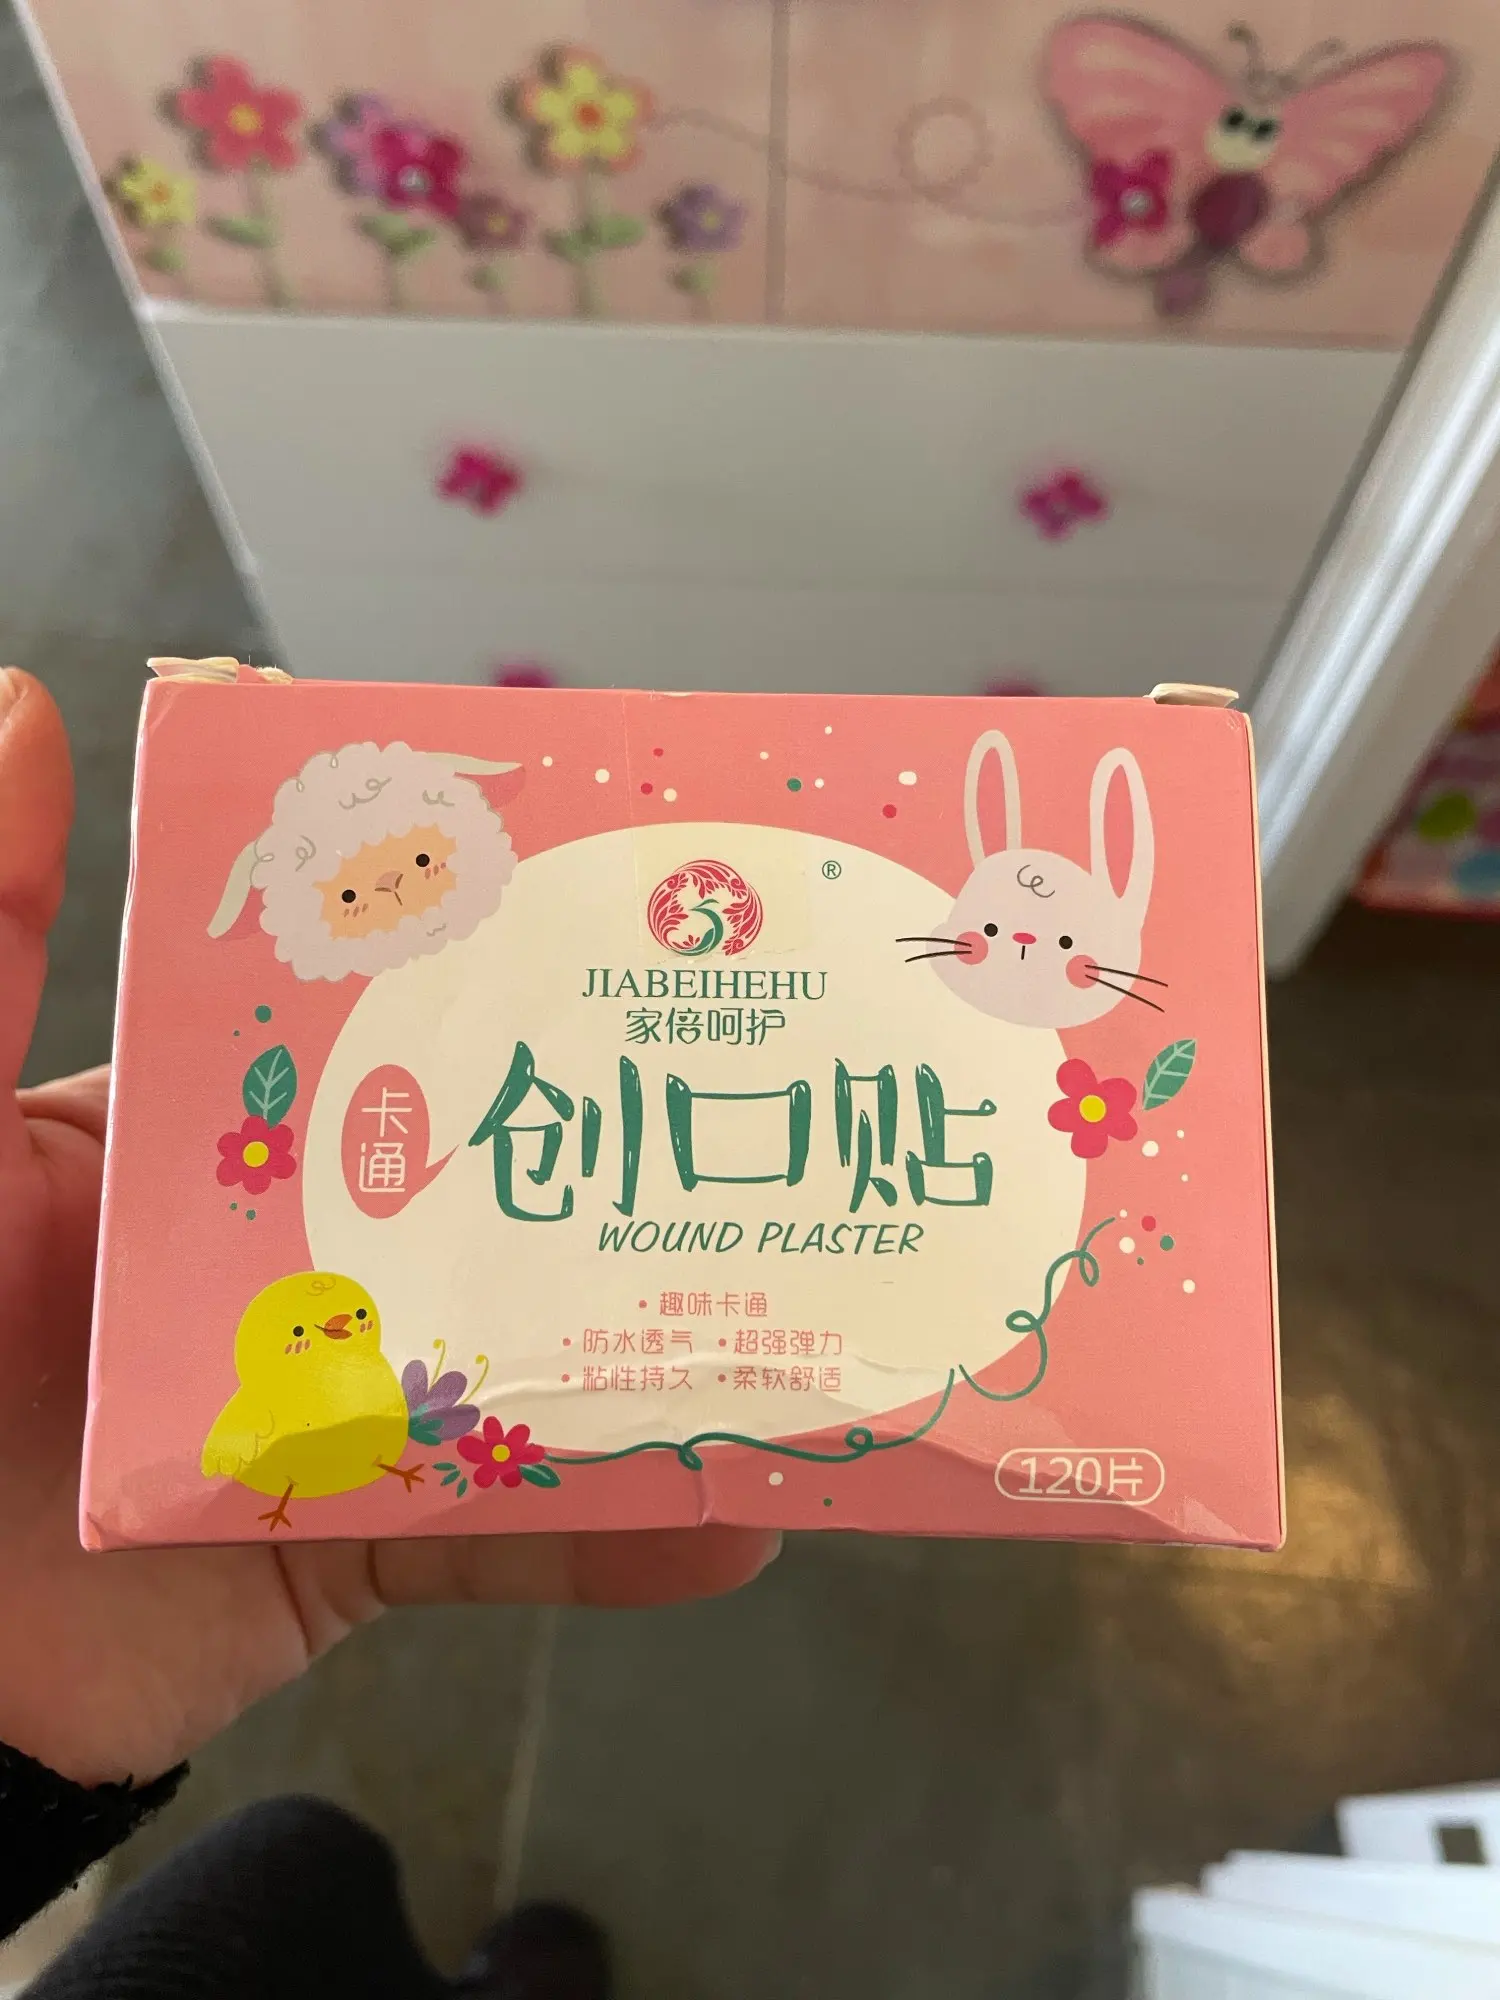 ®
JIABEIHEHU
家倍呵护
卡通
创口贴
WOUND PLASTER
• 趣味卡通
• 防水透气 • 超强弹力
• 粘性持久 • 柔软舒适
120片